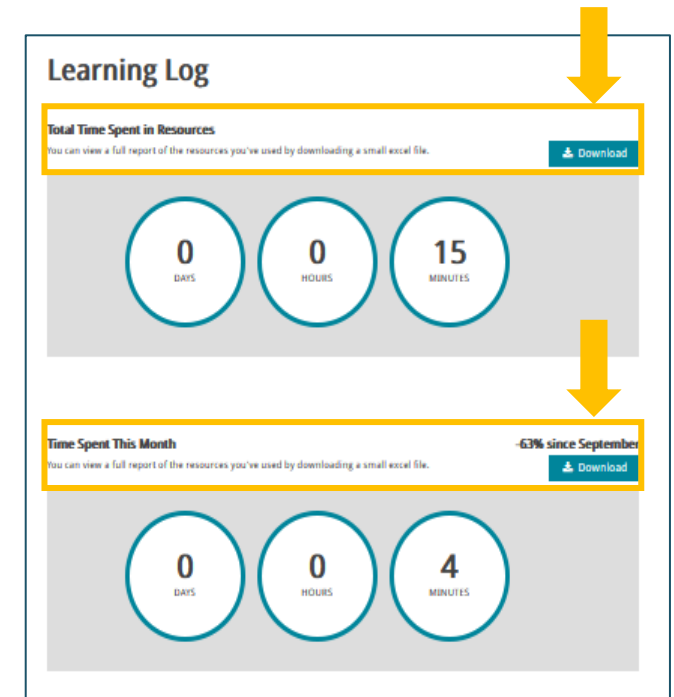 Learning Log
Total Time Spent in Resources
You can view a full report of the resources you've used by downloading a small excel file.
Download
0
DAYS
0
HOURS
15
MINUTES
Time Spent This Month
-63% since September
You can view a full report of the resources you've used by downloading a small excel file.
Download
0
DAYS
0
HOURS
4
MINUTES